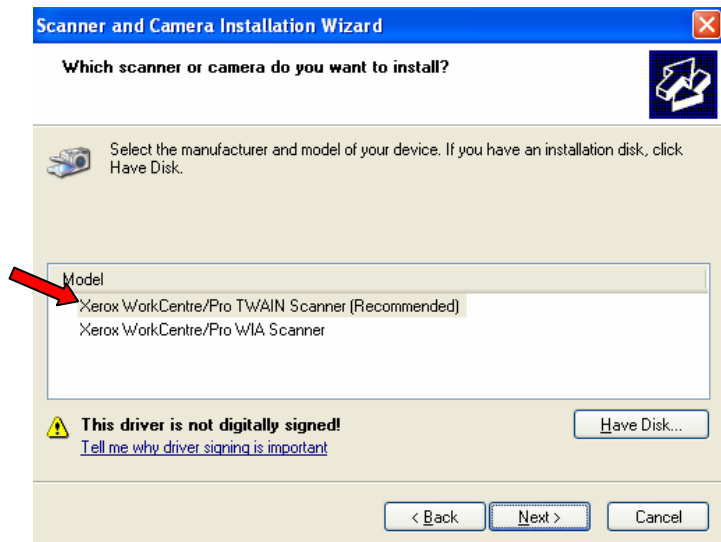 Scanner and Camera Installation Wizard
Which scanner or camera do you want to install?
Select the manufacturer and model of your device. If you have an installation disk, click
Have Disk.
Model
Xerox WorkCentre/Pro TWAIN Scanner (Recommended)
Xerox WorkCentre/Pro WIA Scanner
This driver is not digitally signed!
Have Disk...
Tell me why driver signing is important
< Back
Next >
Cancel